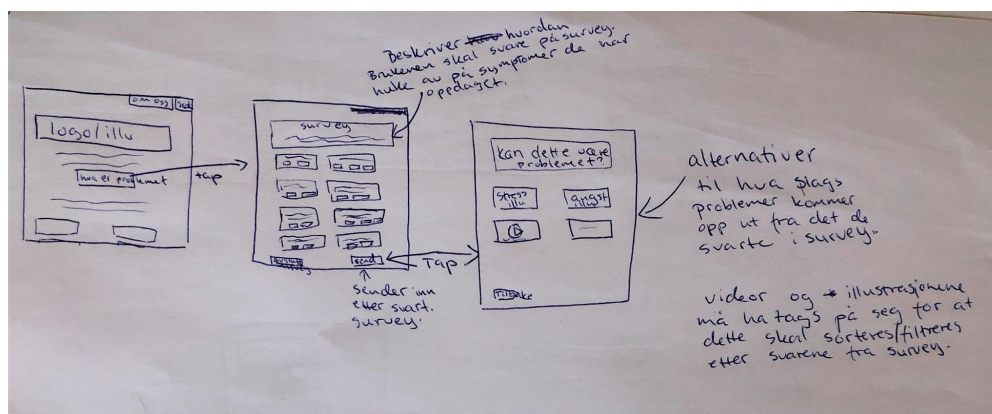 Beskriver hvordan
Brukeren skal svare på survey.
huke av på symptomer de har
oppdaget.
om oss
logo/illu
hva er problemet
tap
survey
send
sender inn
etter svart
survey.
Tap
kan dette være
problemet?
stress
illu
angst
illu
Tilbake
alternativer
til hva slags
problemer kommer
opp ut fra det de
svarte i survey.
videor og illustrasjonene
må ha tags på seg for at
dette skal sorteres/filtreres
etter svarene fra survey.